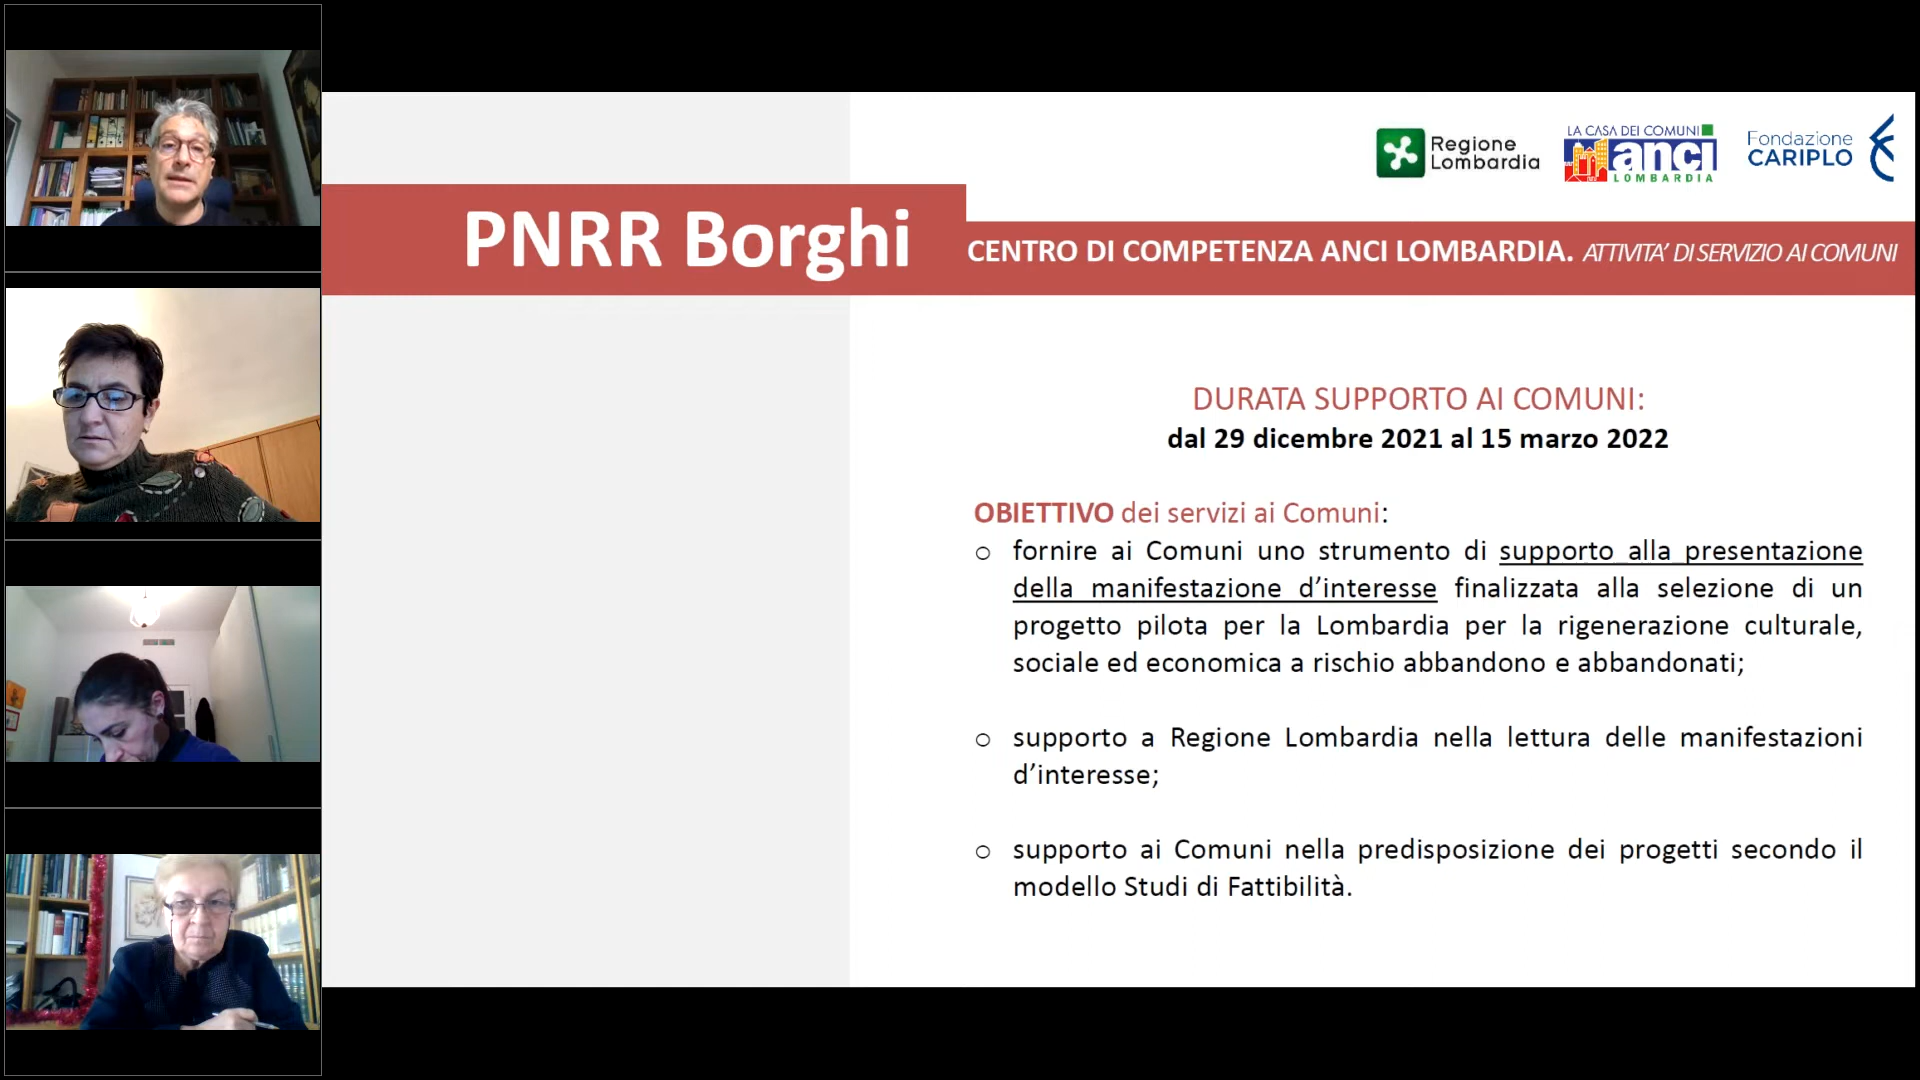 Regione
Lombardia
LA CASA DEI COMUNI
anci
LOMBARDIA
Fondazione
CARIPLO
PNRR Borghi
CENTRO DI COMPETENZA ANCI LOMBARDIA. ATTIVITA’ DI SERVIZIO AI COMUNI
DURATA SUPPORTO AI COMUNI:
dal 29 dicembre 2021 al 15 marzo 2022
OBIETTIVO dei servizi ai Comuni:
○ fornire ai Comuni uno strumento di supporto alla presentazione
della manifestazione d’interesse finalizzata alla selezione di un
progetto pilota per la Lombardia per la rigenerazione culturale,
sociale ed economica a rischio abbandono e abbandonati;
○ supporto a Regione Lombardia nella lettura delle manifestazioni
d’interesse;
○ supporto ai Comuni nella predisposizione dei progetti secondo il
modello Studi di Fattibilità.